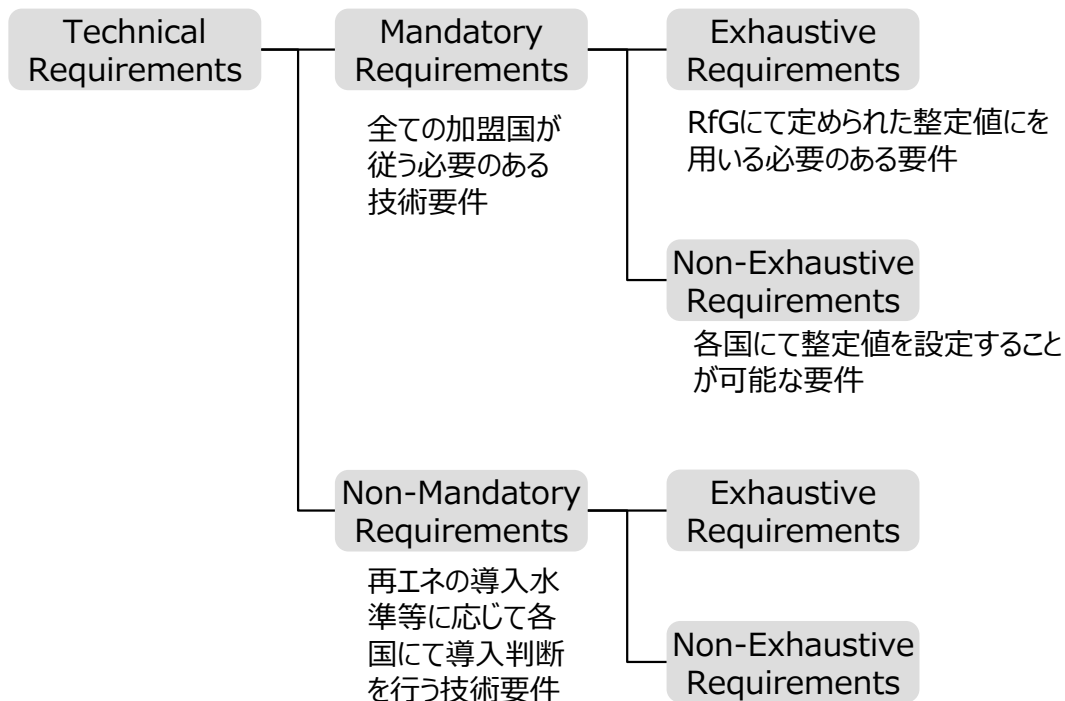 Technical
Requirements
Mandatory
Requirements
全ての加盟国が
従う必要のある
技術要件
Exhaustive
Requirements
RfGにて定められた整定値にを
用いる必要のある要件
Non-Exhaustive
Requirements
各国にて整定値を設定すること
が可能な要件
Non-Mandatory
Requirements
再エネの導入水
準等に応じて各
国にて導入判断
を行う技術要件
Exhaustive
Requirements
Non-Exhaustive
Requirements